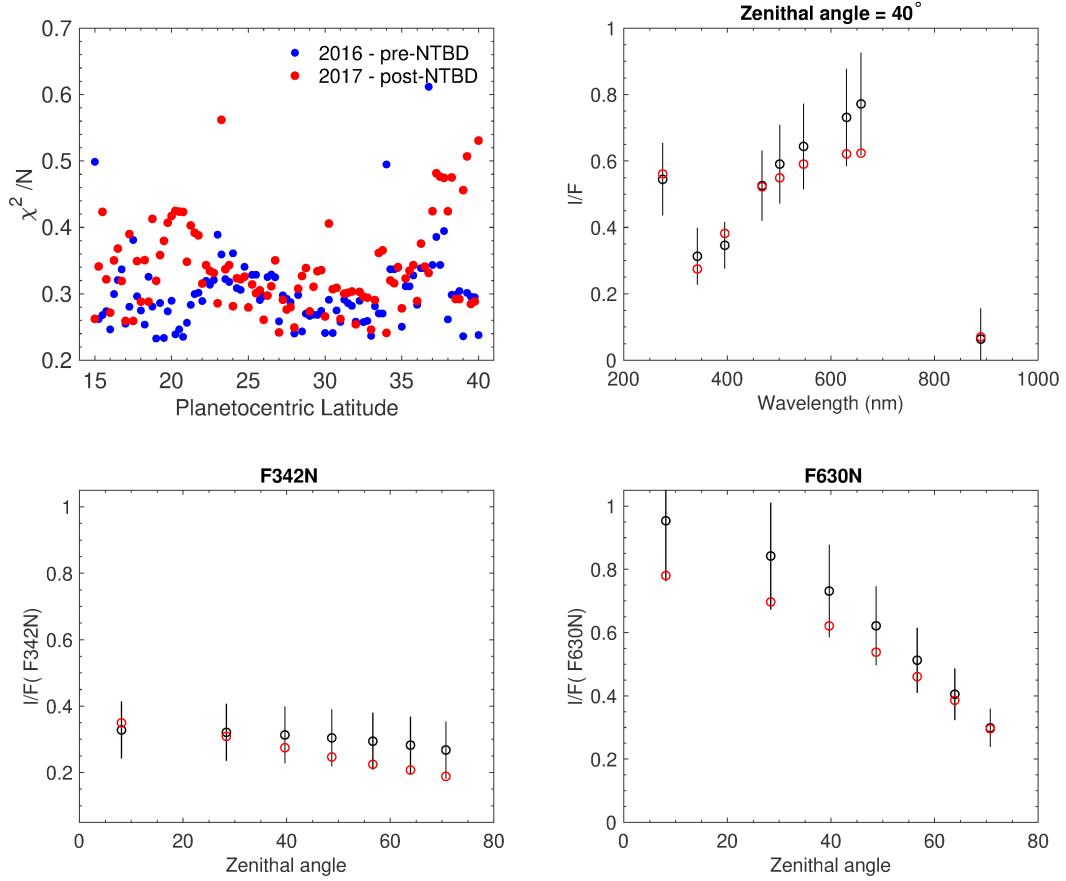 0.7
0.6
0.5
0.4
0.3
0.2
χ² /N
2016 - pre-NTBD
2017 - post-NTBD
15 20 25 30 35 40
Planetocentric Latitude
Zenithal angle = 40°
1
0.8
0.6
0.4
0.2
0
I/F
200 400 600 800 1000
Wavelength (nm)
F342N
1
0.8
0.6
0.4
0.2
I/F( F342N)
0 20 40 60 80
Zenithal angle
F630N
1
0.8
0.6
0.4
0.2
0
I/F( F630N)
0 20 40 60 80
Zenithal angle